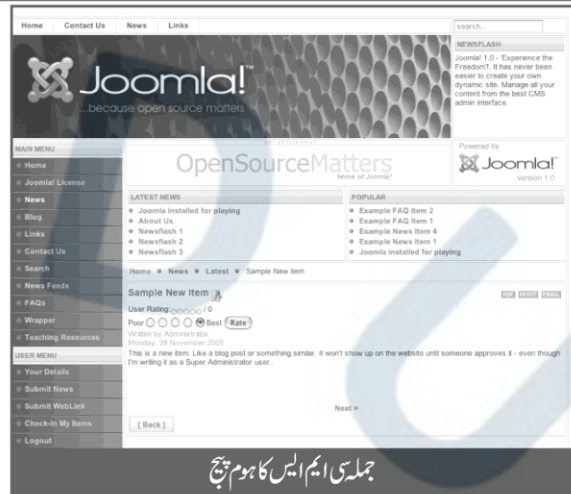 Home Contact Us News Links
search...
NEWSFLASH
Joomla! 1.0 - 'Experience the
Freedom'!. It has never been
easier to create your own
dynamic site. Manage all your
content from the best CMS
admin interface.
Joomla!™
...because open source matters
MAIN MENU
Home
Joomla! License
News
Blog
Links
Contact Us
Search
News Feeds
FAQs
Wrapper
Teaching Resources
USER MENU
Your Details
Submit News
Submit WebLink
Check-In My Items
Logout
OpenSourceMatters
home of Joomla!
Powered by
Joomla!
version 1.0
LATEST NEWS
Joomla installed for playing
About Us
Newsflash 1
Newsflash 2
Newsflash 3
POPULAR
Example FAQ Item 2
Example FAQ Item 1
Example News Item 4
Example News Item 1
Joomla installed for playing
Home News Latest Sample New Item
Sample New Item
PDF PRINT EMAIL
User Rating: / 0
Poor Best Rate
Written by Administrator
Monday, 28 November 2005
This is a new item. Like a blog post or something similar. It won't show up on the website until someone approves it - even though
I'm writing it as a Super Administrator user..
Next >
[ Back ]
جملہ سی ایم ایس کا ہوم پیج